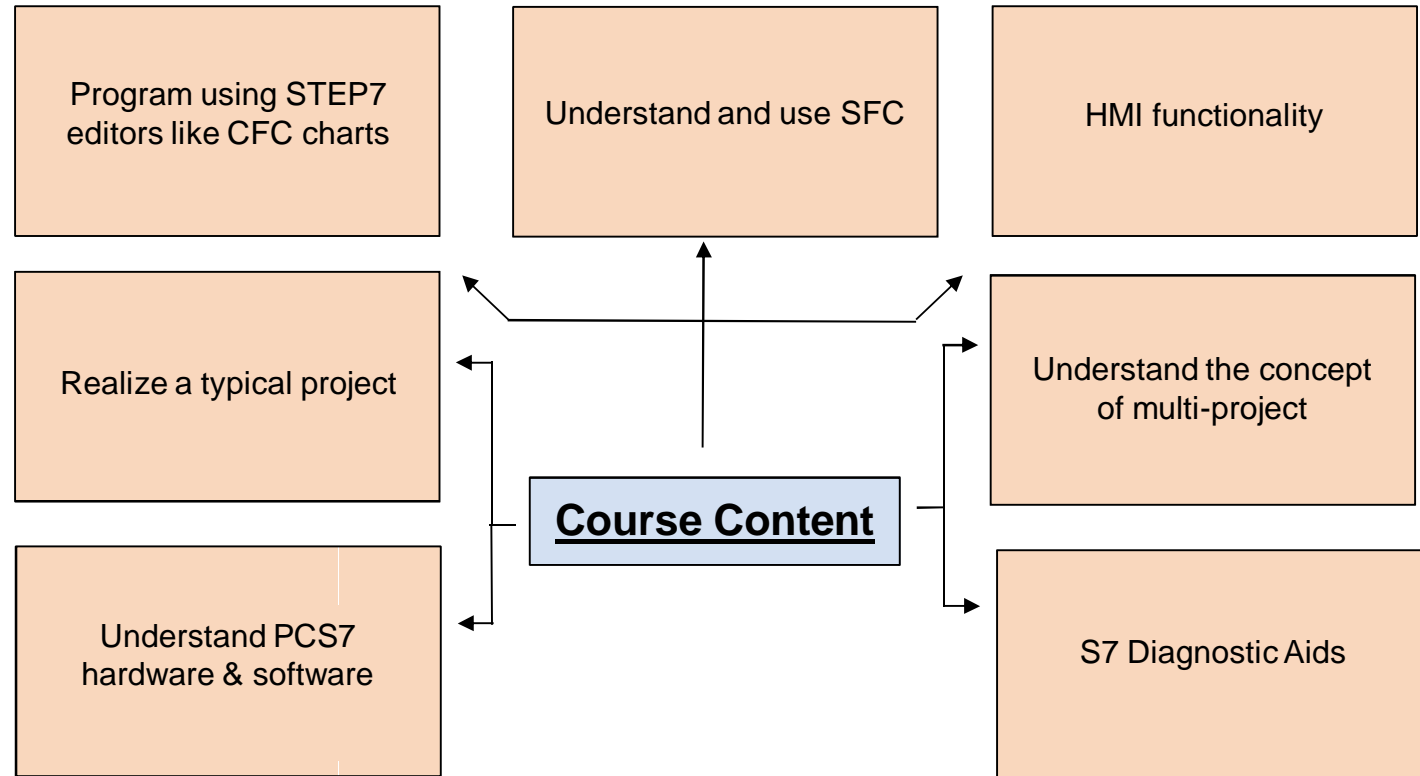 Program using STEP7
editors like CFC charts
Understand and use SFC
HMI functionality
Realize a typical project
Understand the concept
of multi-project
Course Content
Understand PCS7
hardware & software
S7 Diagnostic Aids